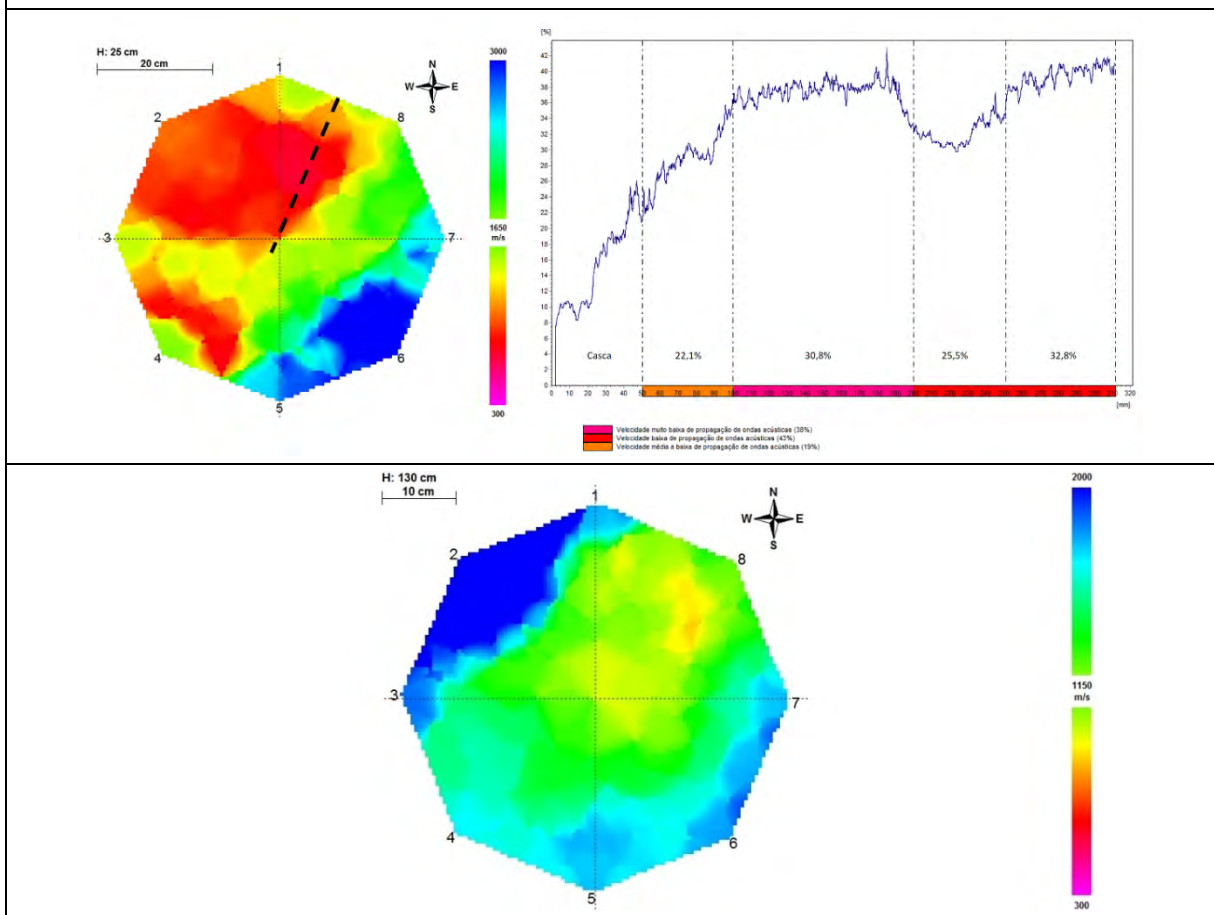 H: 25 cm
20 cm
N
W E
S
1
2
8
3
7
4
6
5
3000
1650
m/s
300
[%]
42
40
38
36
34
32
30
28
26
24
22
20
18
16
14
12
10
8
6
4
2
0
Casca 22,1% 30,8% 25,5% 32,8%
0 10 20 30 40 50 60 70 80 90 320
[mm]
Velocidade muito baixa de propagação de ondas acústicas (38%)
Velocidade baixa de propagação de ondas acústicas (43%)
Velocidade média a baixa de propagação de ondas acústicas (19%)
H: 130 cm
10 cm
N
W E
S
1
2
8
3
7
4
6
5
2000
1150
m/s
300